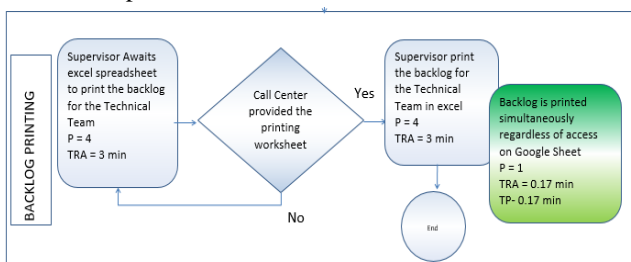 BACKLOG PRINTING
Supervisor Awaits
excel spreadsheet
to print the backlog
for the Technical
Team
P = 4
TRA = 3 min
Call Center
provided the
printing
worksheet
Yes
No
Supervisor print
the backlog for
the Technical
Team in excel
P = 4
TRA = 3 min
End
Backlog is printed
simultaneously
regardless of access
on Google Sheet
P = 1
TRA = 0.17 min
TP- 0.17 min